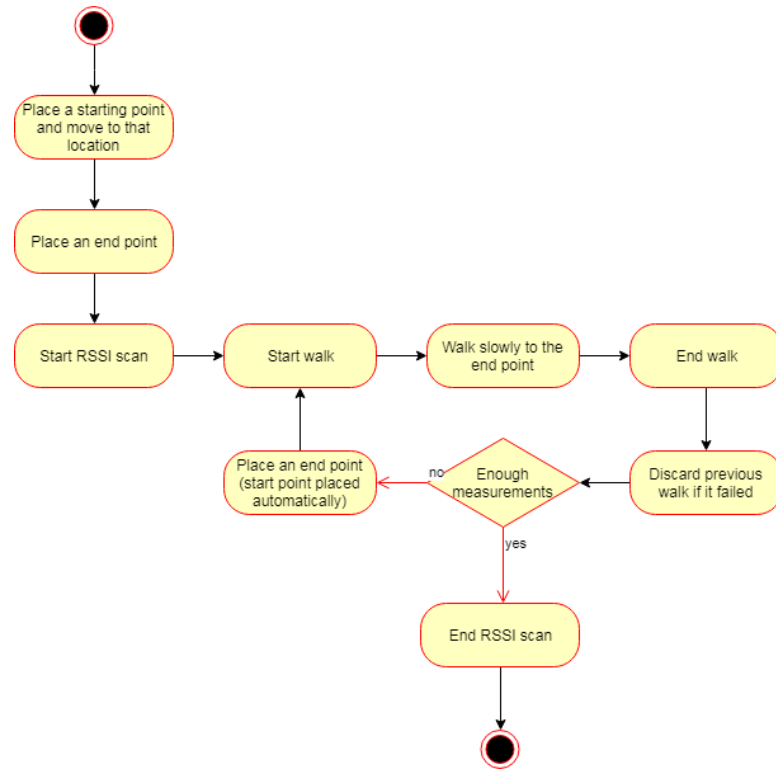 Place a starting point
and move to that
location
Place an end point
Start RSSI scan
Start walk
Walk slowly to the
end point
End walk
Place an end point
(start point placed
automatically)
no
Enough
measurements
Discard previous
walk if it failed
yes
End RSSI scan